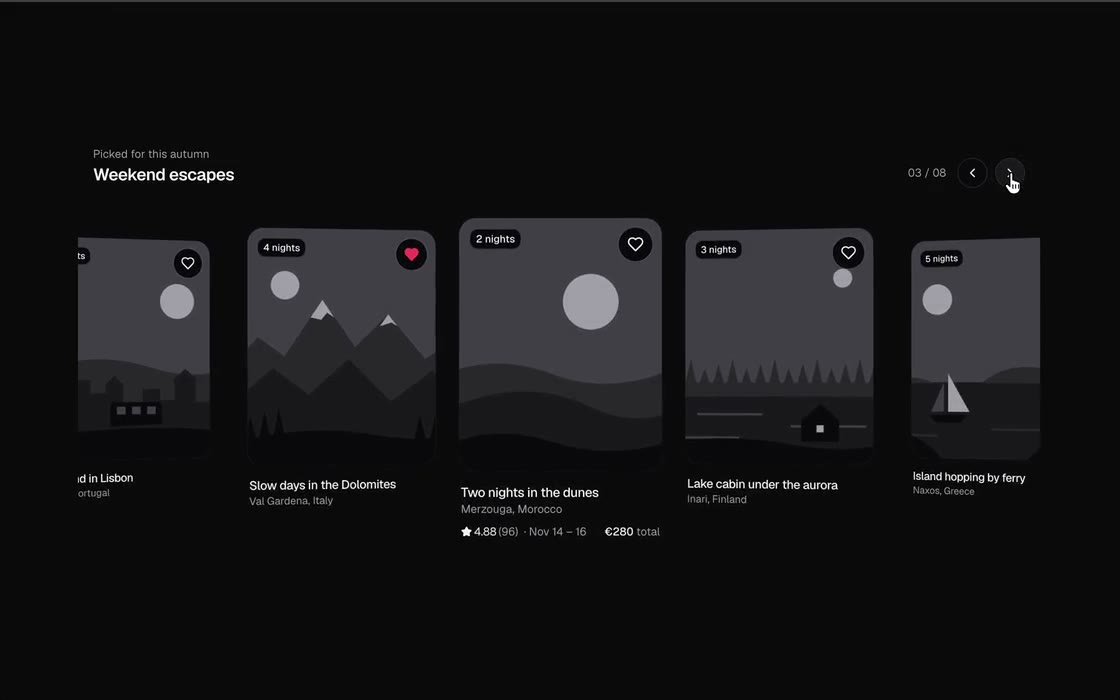 Picked for this autumn
Weekend escapes
03 / 08
4 nights
2 nights
3 nights
5 nights
in Lisbon
Slow days in the Dolomites
Val Gardena, Italy
Two nights in the dunes
Merzouga, Morocco
4.88 (96) · Nov 14 – 16 €280 total
Lake cabin under the aurora
Inari, Finland
Island hopping by ferry
Naxos, Greece